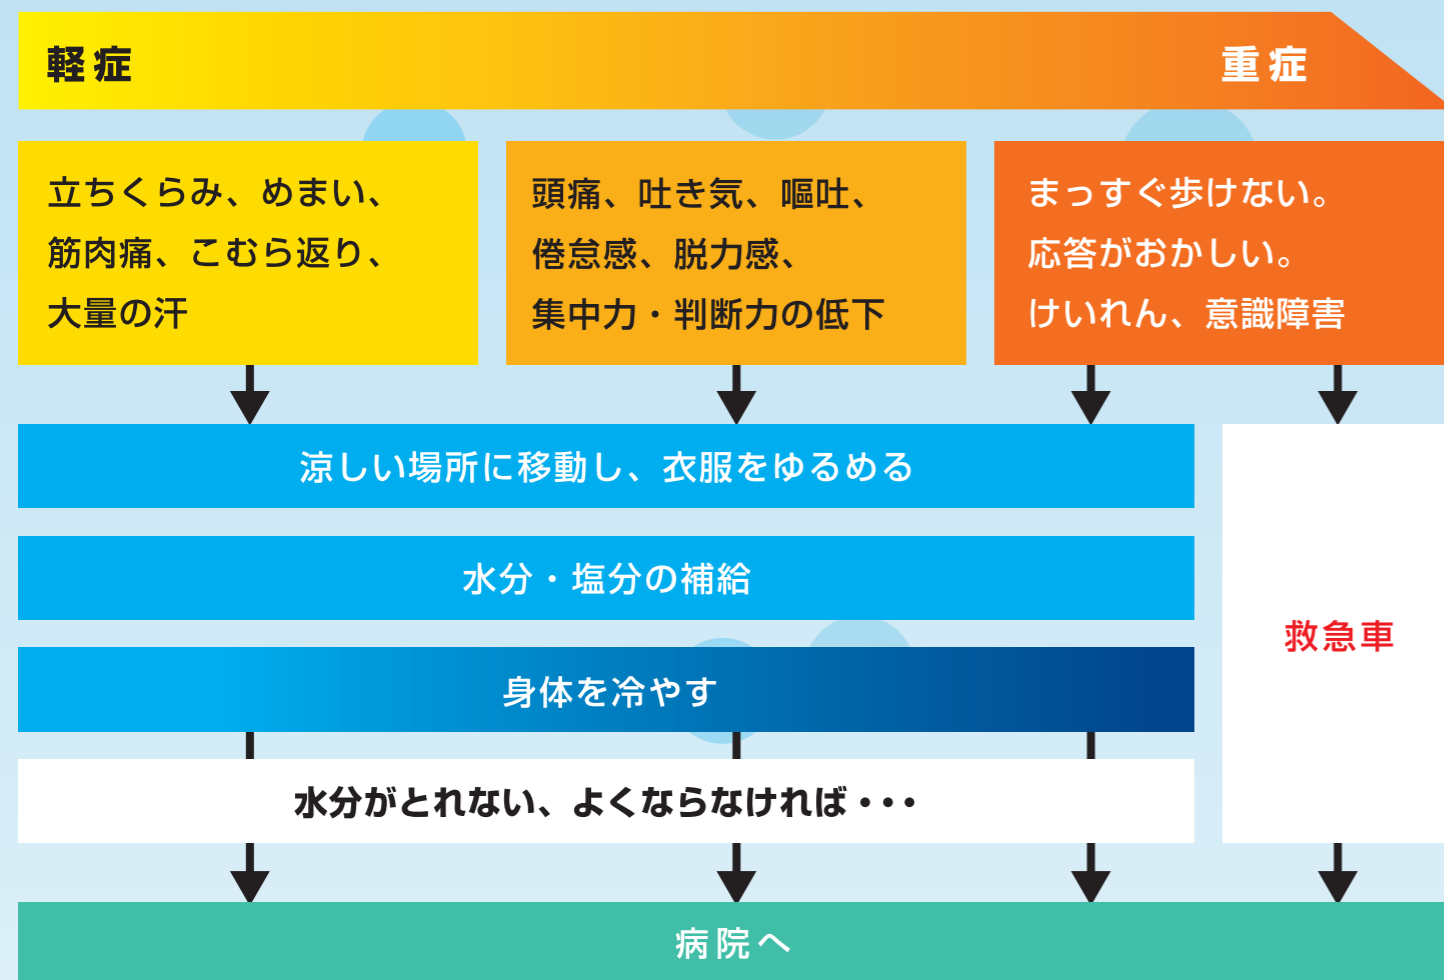 軽症
重症
立ちくらみ、めまい、
筋肉痛、こむら返り、
大量の汗
頭痛、吐き気、嘔吐、
倦怠感、脱力感、
集中力・判断力の低下
まっすぐ歩けない。
応答がおかしい。
けいれん、意識障害
涼しい場所に移動し、衣服をゆるめる
水分・塩分の補給
身体を冷やす
救急車
水分がとれない、よくならなければ・・・
病院へ